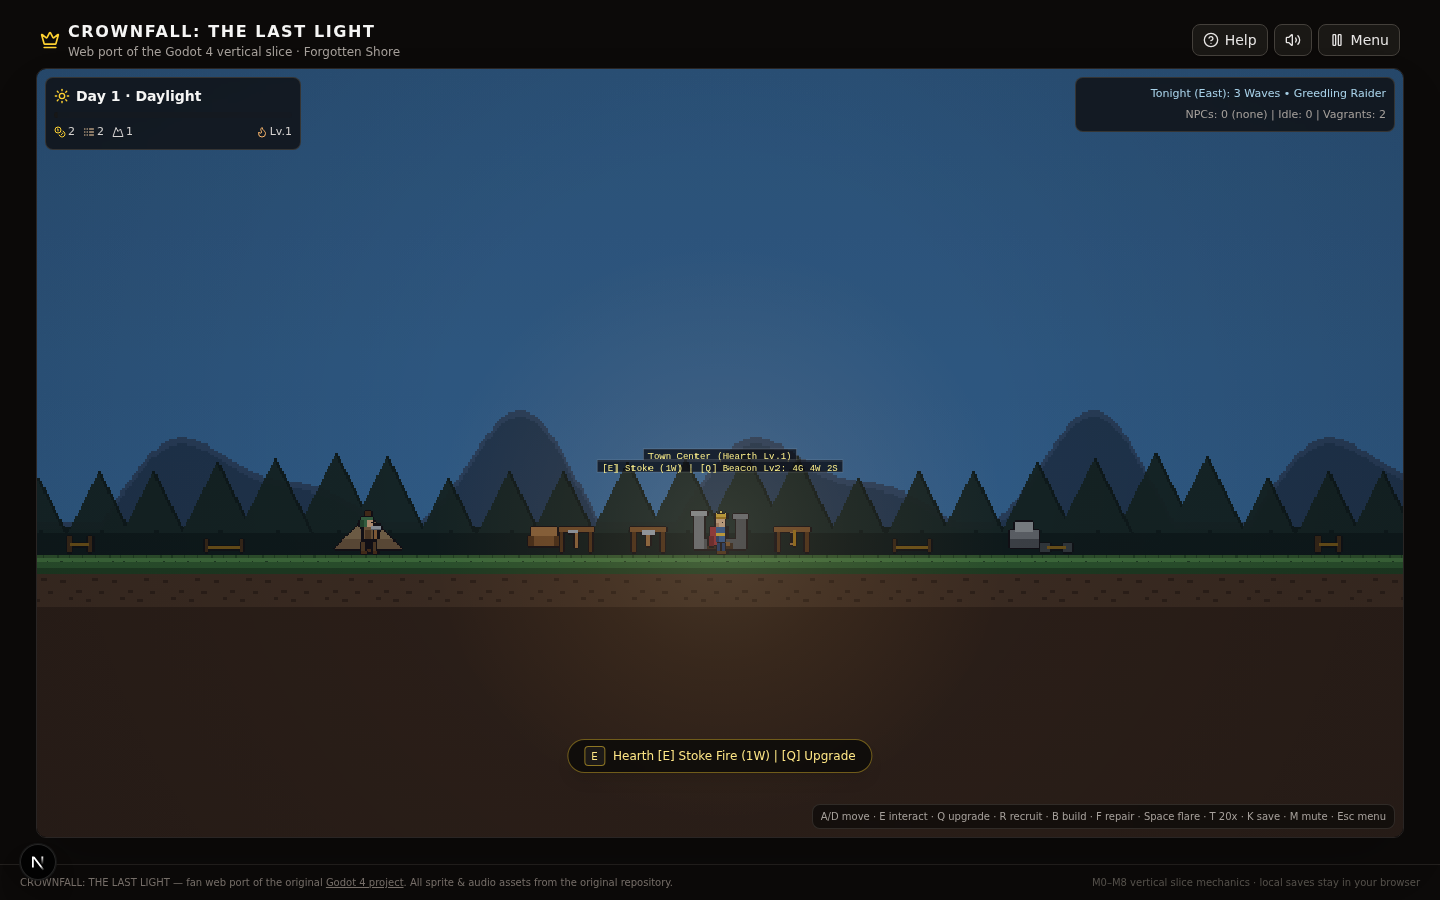 CROWNFALL: THE LAST LIGHT
Web port of the Godot 4 vertical slice · Forgotten Shore
Help
Menu
Day 1 · Daylight
2 2 1 Lv.1
Tonight (East): 3 Waves • Greedling Raider
NPCs: 0 (none) | Idle: 0 | Vagrants: 2
Town Center (Hearth Lv.1)
[E] Stoke (1W) | [Q] Beacon Lv2: 4G 4W 2S
E Hearth [E] Stoke Fire (1W) | [Q] Upgrade
A/D move · E interact · Q upgrade · R recruit · B build · F repair · Space flare · T 20x · K save · M mute · Esc menu
N
CROWNFALL: THE LAST LIGHT — fan web port of the original Godot 4 project. All sprite & audio assets from the original repository.
M0–M8 vertical slice mechanics · local saves stay in your browser